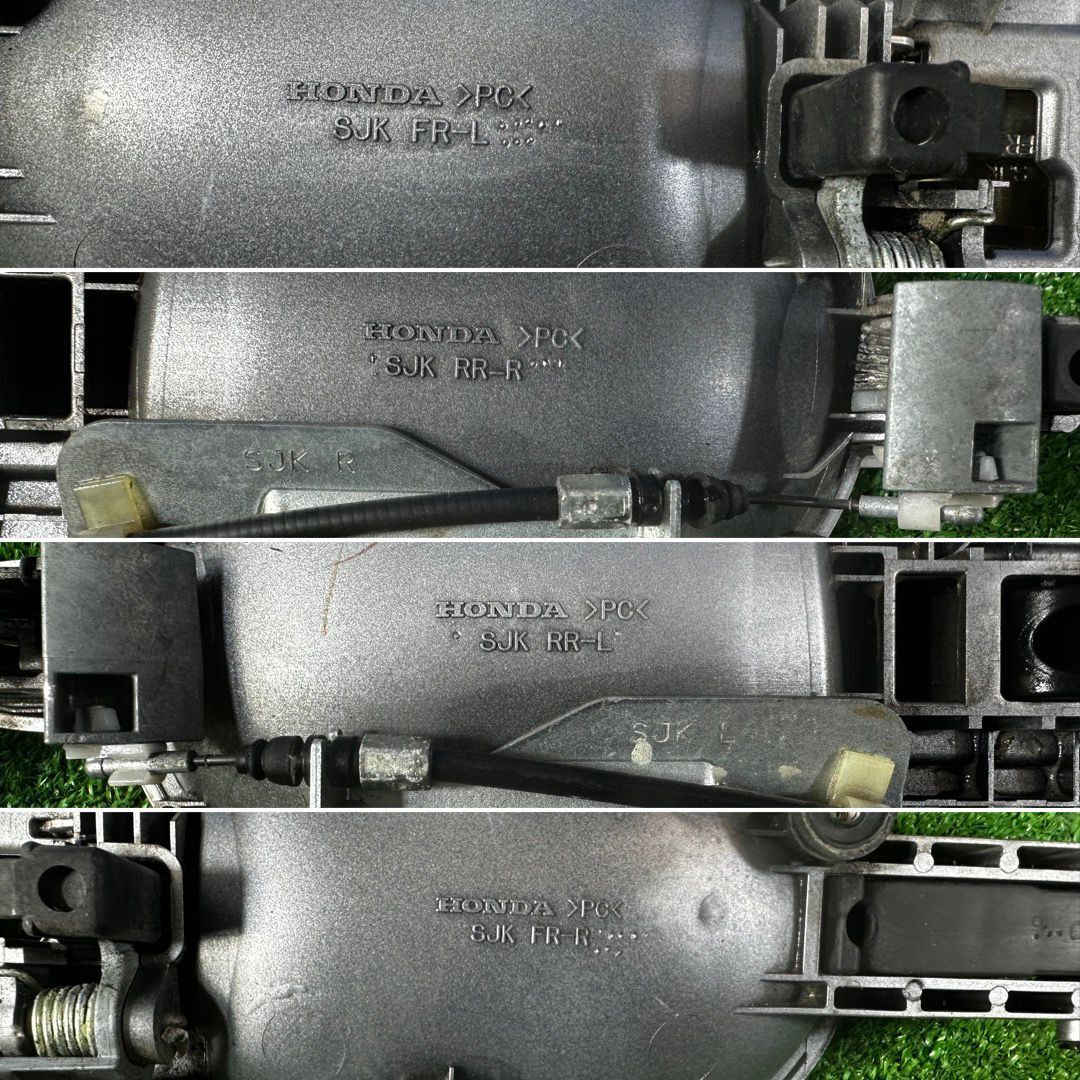 HONDA >PC<
SJK FR-L
HONDA >PC<
SJK RR-R
SJK R
HONDA >PC<
SJK RR-L
SJK L
HONDA >PC<
SJK FR-R